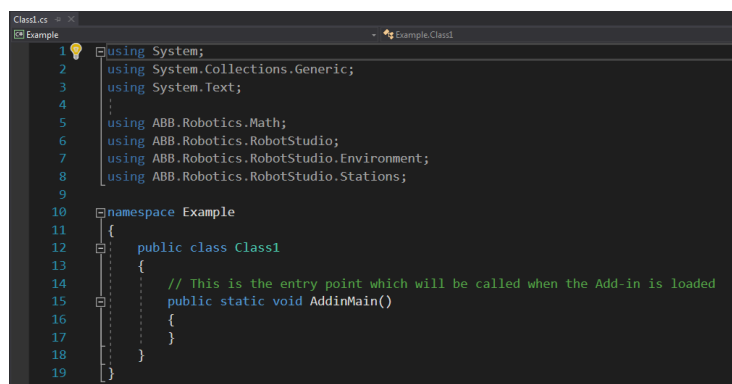 Class1.cs
Example
Example.Class1
1 using System;
2 using System.Collections.Generic;
3 using System.Text;
4
5 using ABB.Robotics.Math;
6 using ABB.Robotics.RobotStudio;
7 using ABB.Robotics.RobotStudio.Environment;
8 using ABB.Robotics.RobotStudio.Stations;
9
10 namespace Example
11 {
12 public class Class1
13 {
14 // This is the entry point which will be called when the Add-in is loaded
15 public static void AddinMain()
16 {
17 }
18 }
19 }